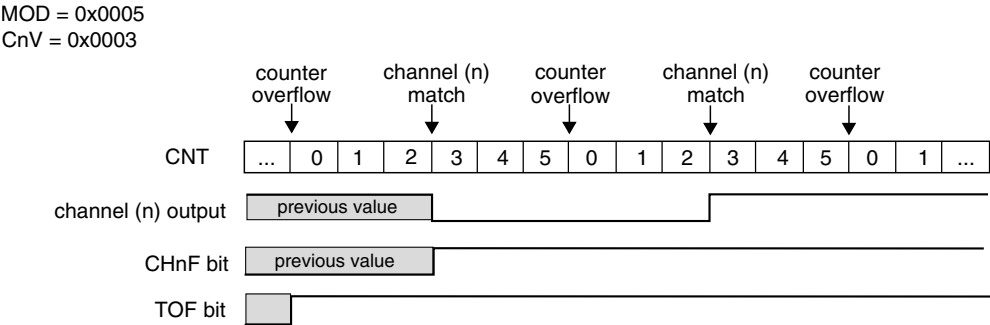 MOD = 0x0005
CnV = 0x0003
counter overflow
channel (n) match
counter overflow
channel (n) match
counter overflow
CNT ... 0 1 2 3 4 5 0 1 2 3 4 5 0 1 ...
channel (n) output previous value
CHnF bit previous value
TOF bit